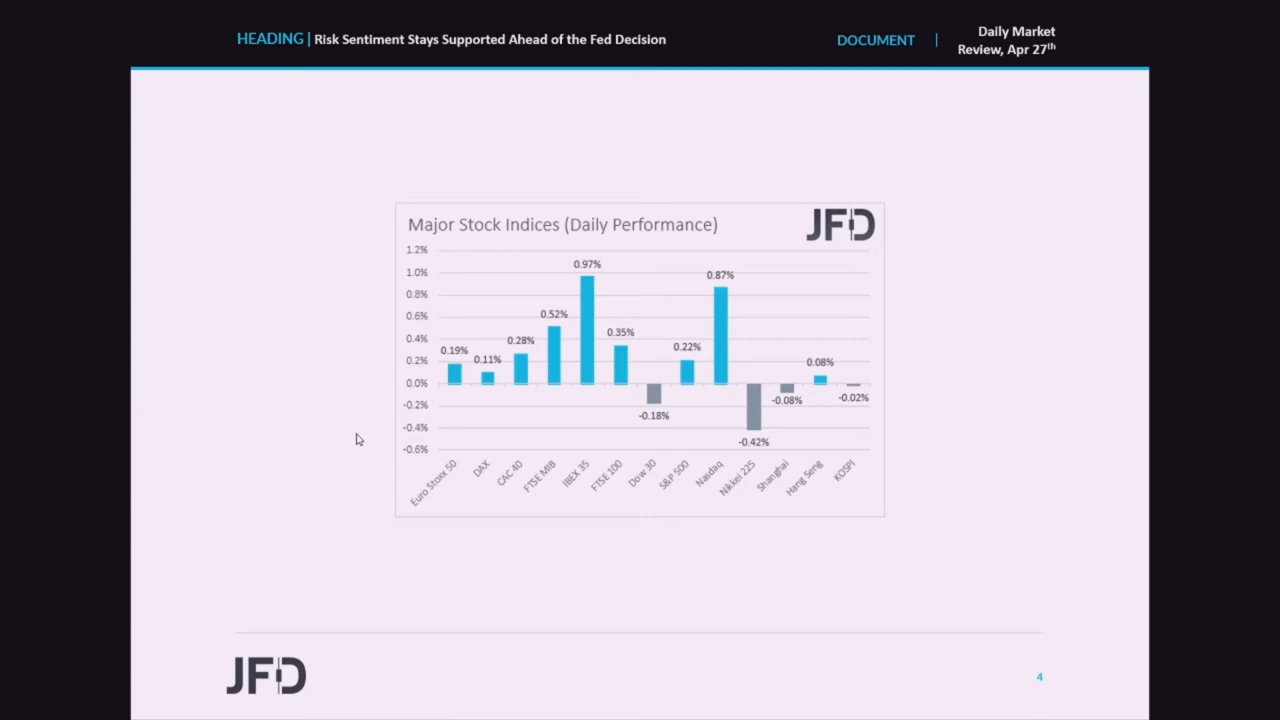 HEADING | Risk Sentiment Stays Supported Ahead of the Fed Decision
DOCUMENT | Daily Market
Review, Apr 27th
Major Stock Indices (Daily Performance)
JFD
1.2%
1.0%
0.8%
0.6%
0.4%
0.2%
0.0%
-0.2%
-0.4%
-0.6%
0.19%
0.11%
0.28%
0.52%
0.97%
0.35%
-0.18%
0.22%
0.87%
-0.42%
-0.08%
0.08%
-0.02%
Euro Stoxx 50
DAX
CAC 40
FTSE MIB
IBEX 35
FTSE 100
Dow 30
S&P 500
Nasdaq
Nikkei 225
Shanghai
Hang Seng
KOSPI
JFD
4